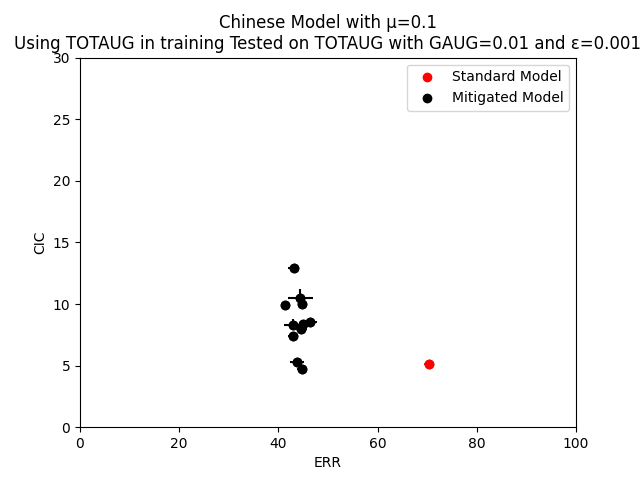 Chinese Model with μ=0.1
Using TOTAUG in training Tested on TOTAUG with GAUG=0.01 and ε=0.001
Standard Model
Mitigated Model
30
25
20
15
10
5
0
CIC
0 20 40 60 80 100
ERR